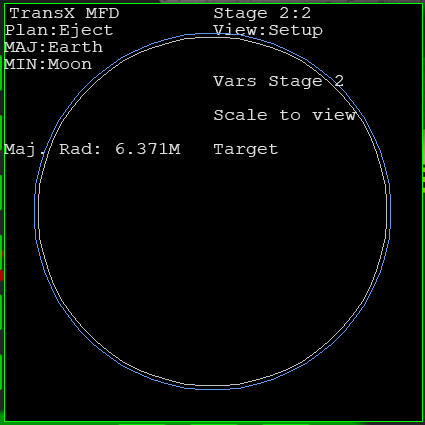 TransX MFD Stage 2:2
Plan:Eject View:Setup
MAJ:Earth
MIN:Moon
Vars Stage 2
Scale to view
Maj. Rad: 6.371M Target